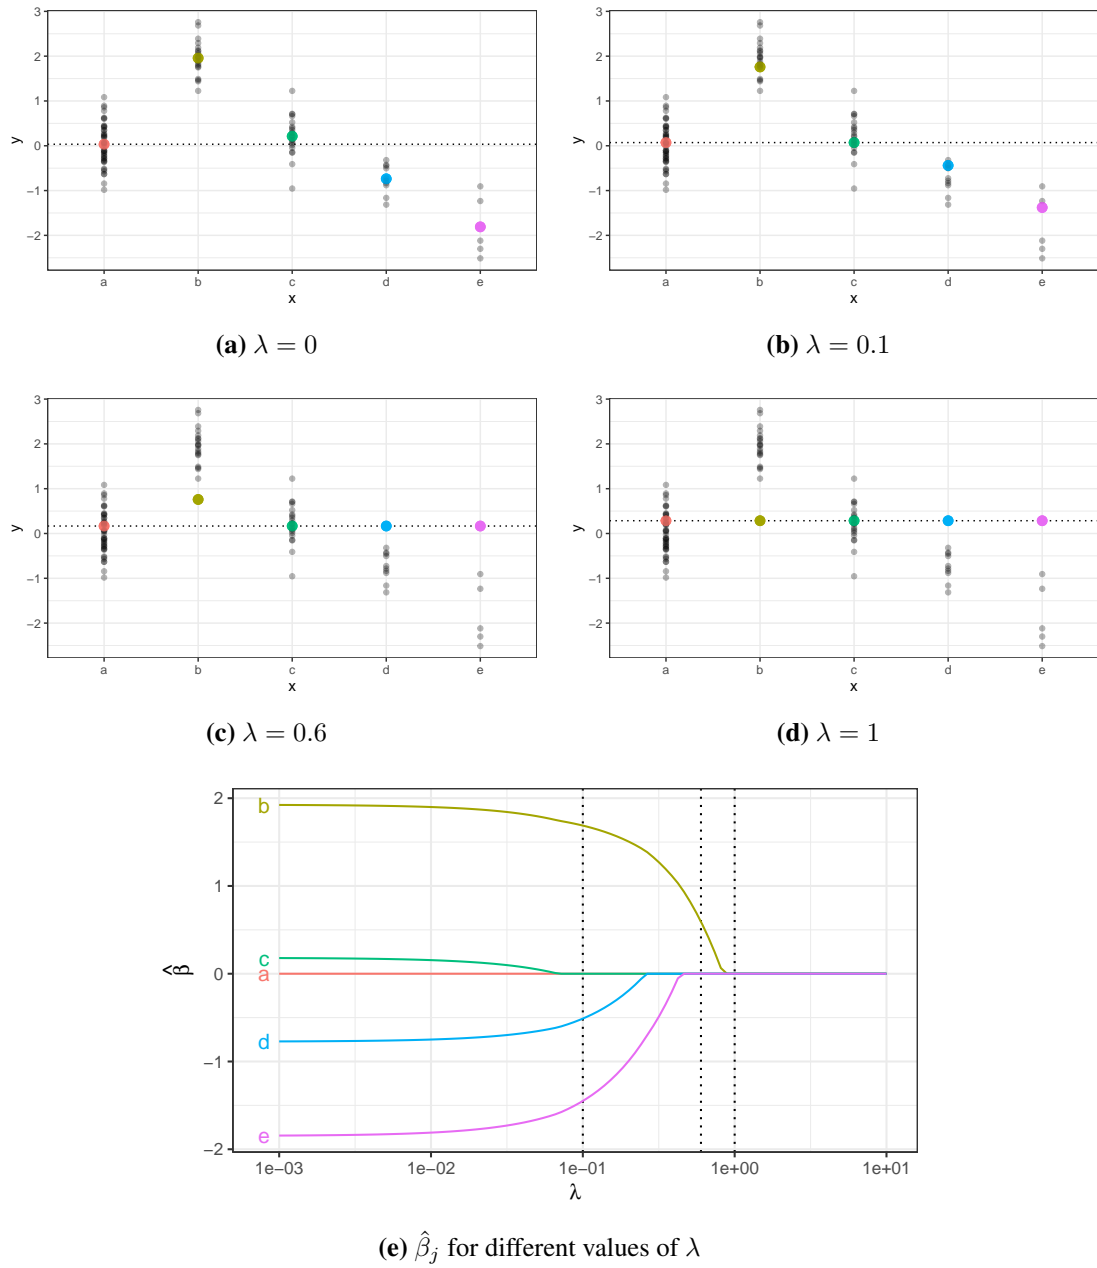 3
2
1
0
−1
−2
y
a b c d e
x
(a) λ = 0
3
2
1
0
−1
−2
y
a b c d e
x
(b) λ = 0.1
3
2
1
0
−1
−2
y
a b c d e
x
(c) λ = 0.6
3
2
1
0
−1
−2
y
a b c d e
x
(d) λ = 1
2
1
0
−1
−2
β̂
b
c
a
d
e
1e−03 1e−02 1e−01 1e+00 1e+01
λ
(e) β̂ⱼ for different values of λ